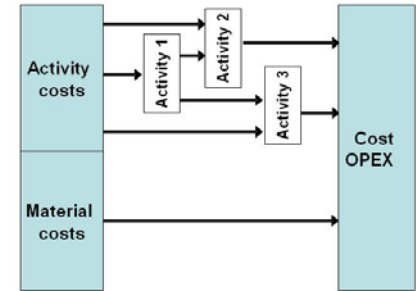 Activity
costs
Material
costs
Activity 1
Activity 2
Activity 3
Cost
OPEX